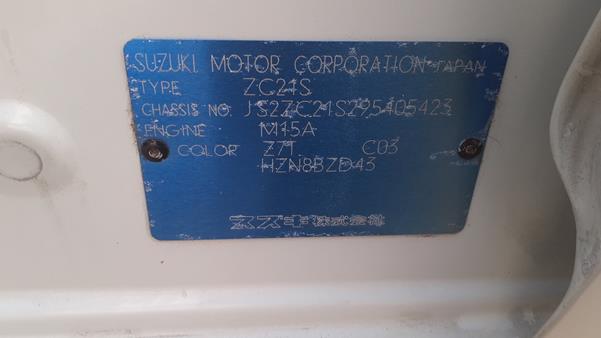 SUZUKI MOTOR CORPORATION JAPAN
TYPE ZC21S
CHASSIS NO. JS2ZC21S295405423
ENGINE M15A
COLOR Z7T C03
HZN8BZD43
スズキ株式会社